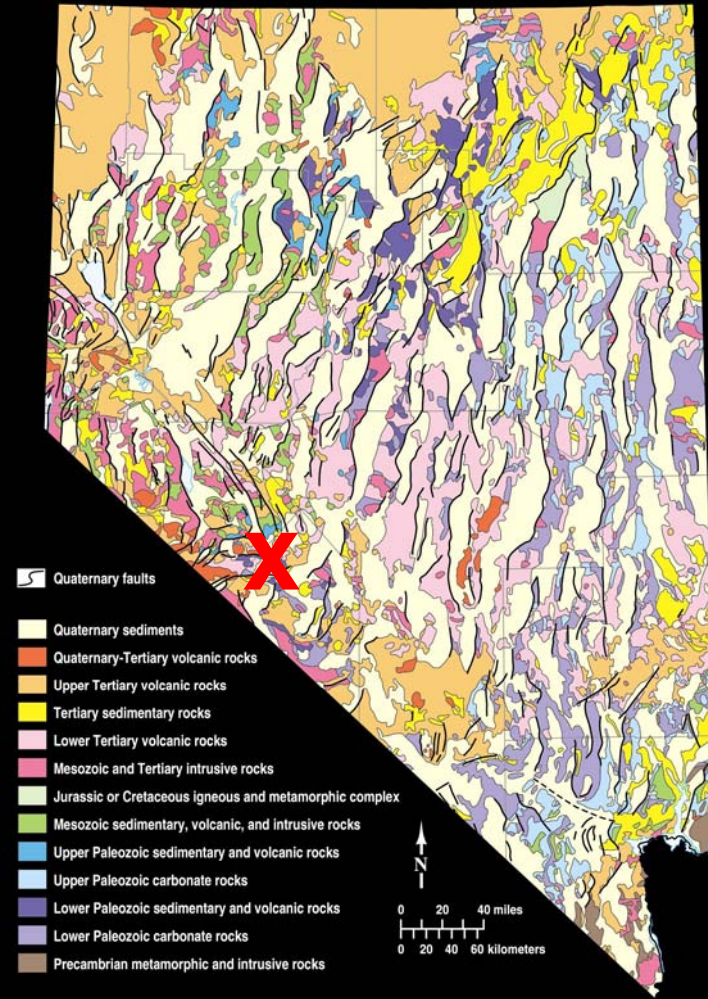 X
Quaternary faults
Quaternary sediments
Quaternary-Tertiary volcanic rocks
Upper Tertiary volcanic rocks
Tertiary sedimentary rocks
Lower Tertiary volcanic rocks
Mesozoic and Tertiary intrusive rocks
Jurassic or Cretaceous igneous and metamorphic complex
Mesozoic sedimentary, volcanic, and intrusive rocks
Upper Paleozoic sedimentary and volcanic rocks
Upper Paleozoic carbonate rocks
Lower Paleozoic sedimentary and volcanic rocks
Lower Paleozoic carbonate rocks
Precambrian metamorphic and intrusive rocks
N
0 20 40 miles
0 20 40 60 kilometers